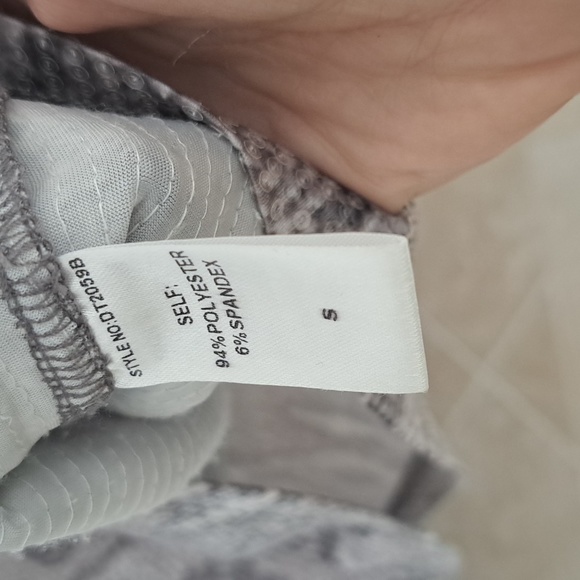 STYLE NO:DT2059B
SELF:
94%POLYESTER
6%SPANDEX
S